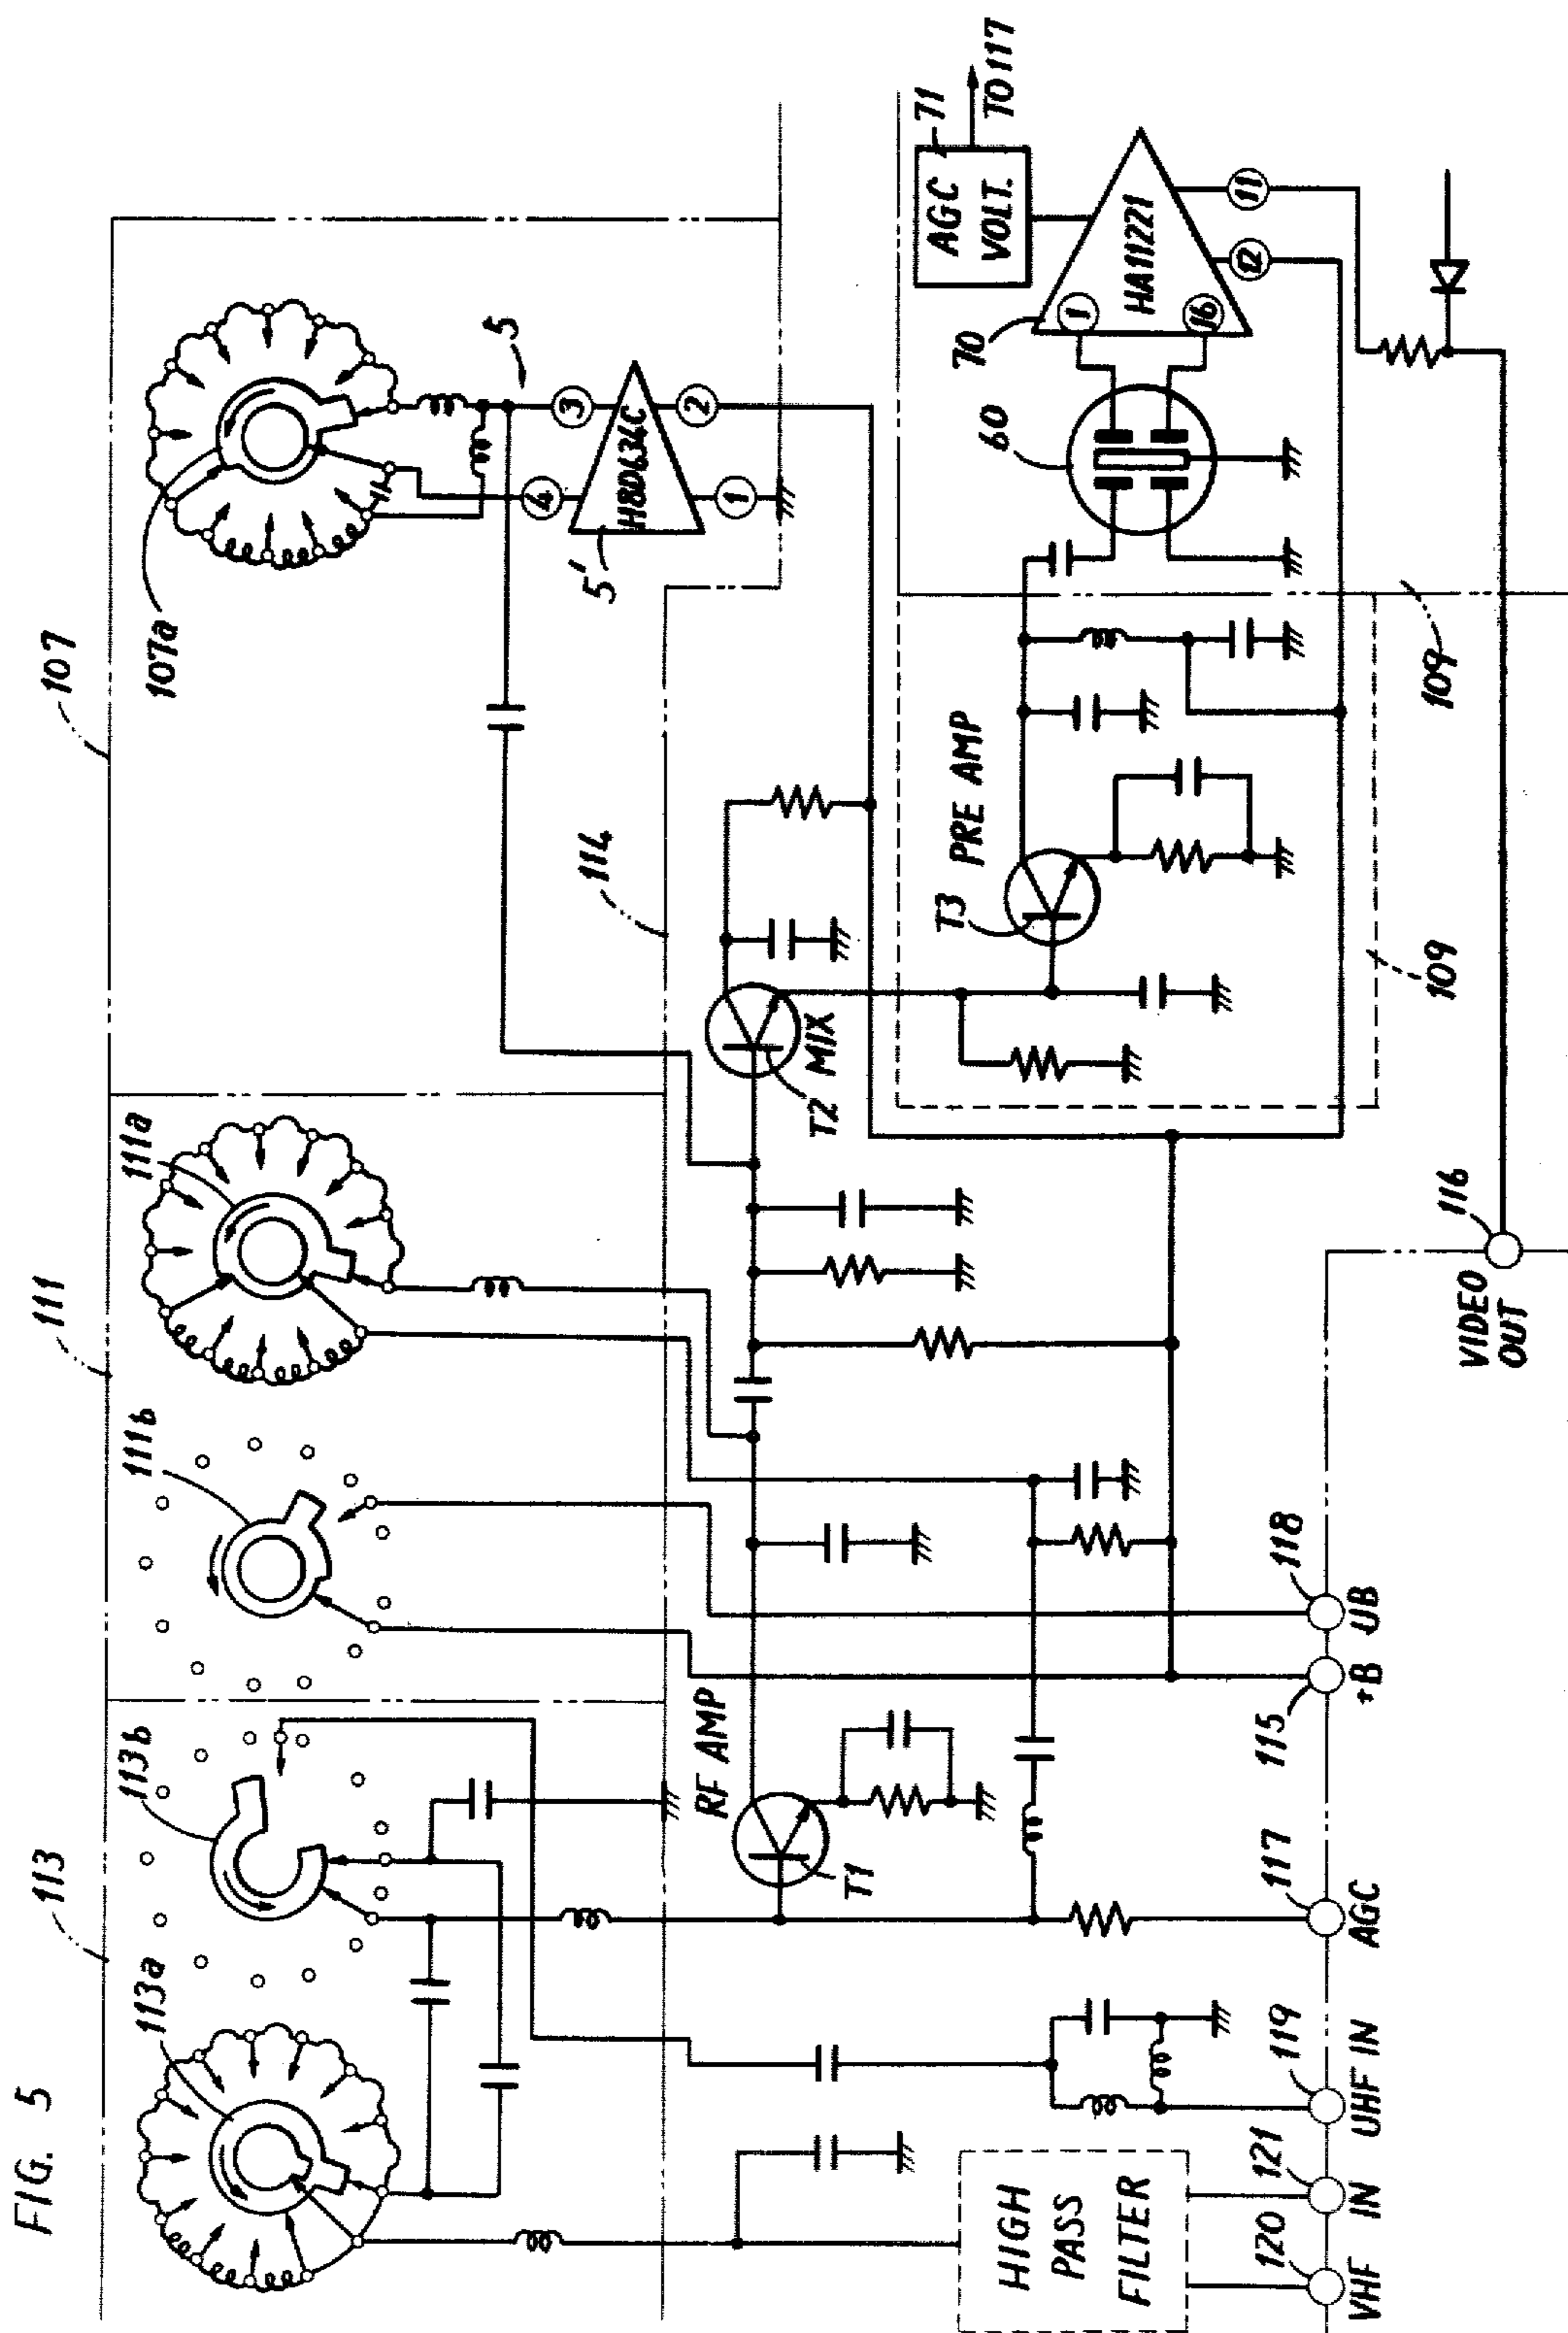 FIG. 5
113
111
107
113a
113b
111b
111a
107a
5
5'
H8D634C
4
3
1
2
114
RF AMP
T1
T2 MIX
T3 PRE AMP
109
60
70
HA11221
1
16
12
11
AGC
VOLT.
71
TO 117
109
HIGH
PASS
FILTER
120
121
119
117
115
118
116
VHF
IN
UHF IN
AGC
+B
UB
VIDEO
OUT